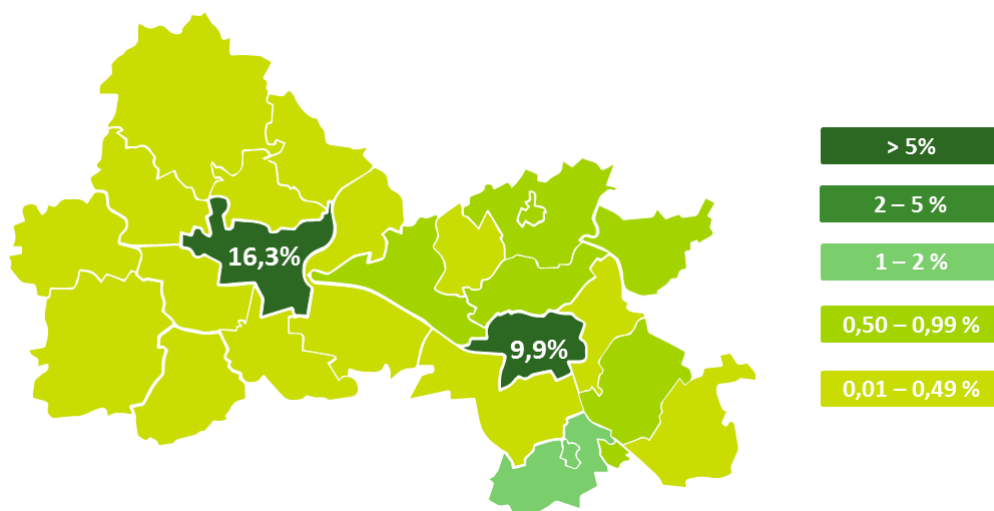 16,3%
9,9%
> 5%
2 – 5 %
1 – 2 %
0,50 – 0,99 %
0,01 – 0,49 %